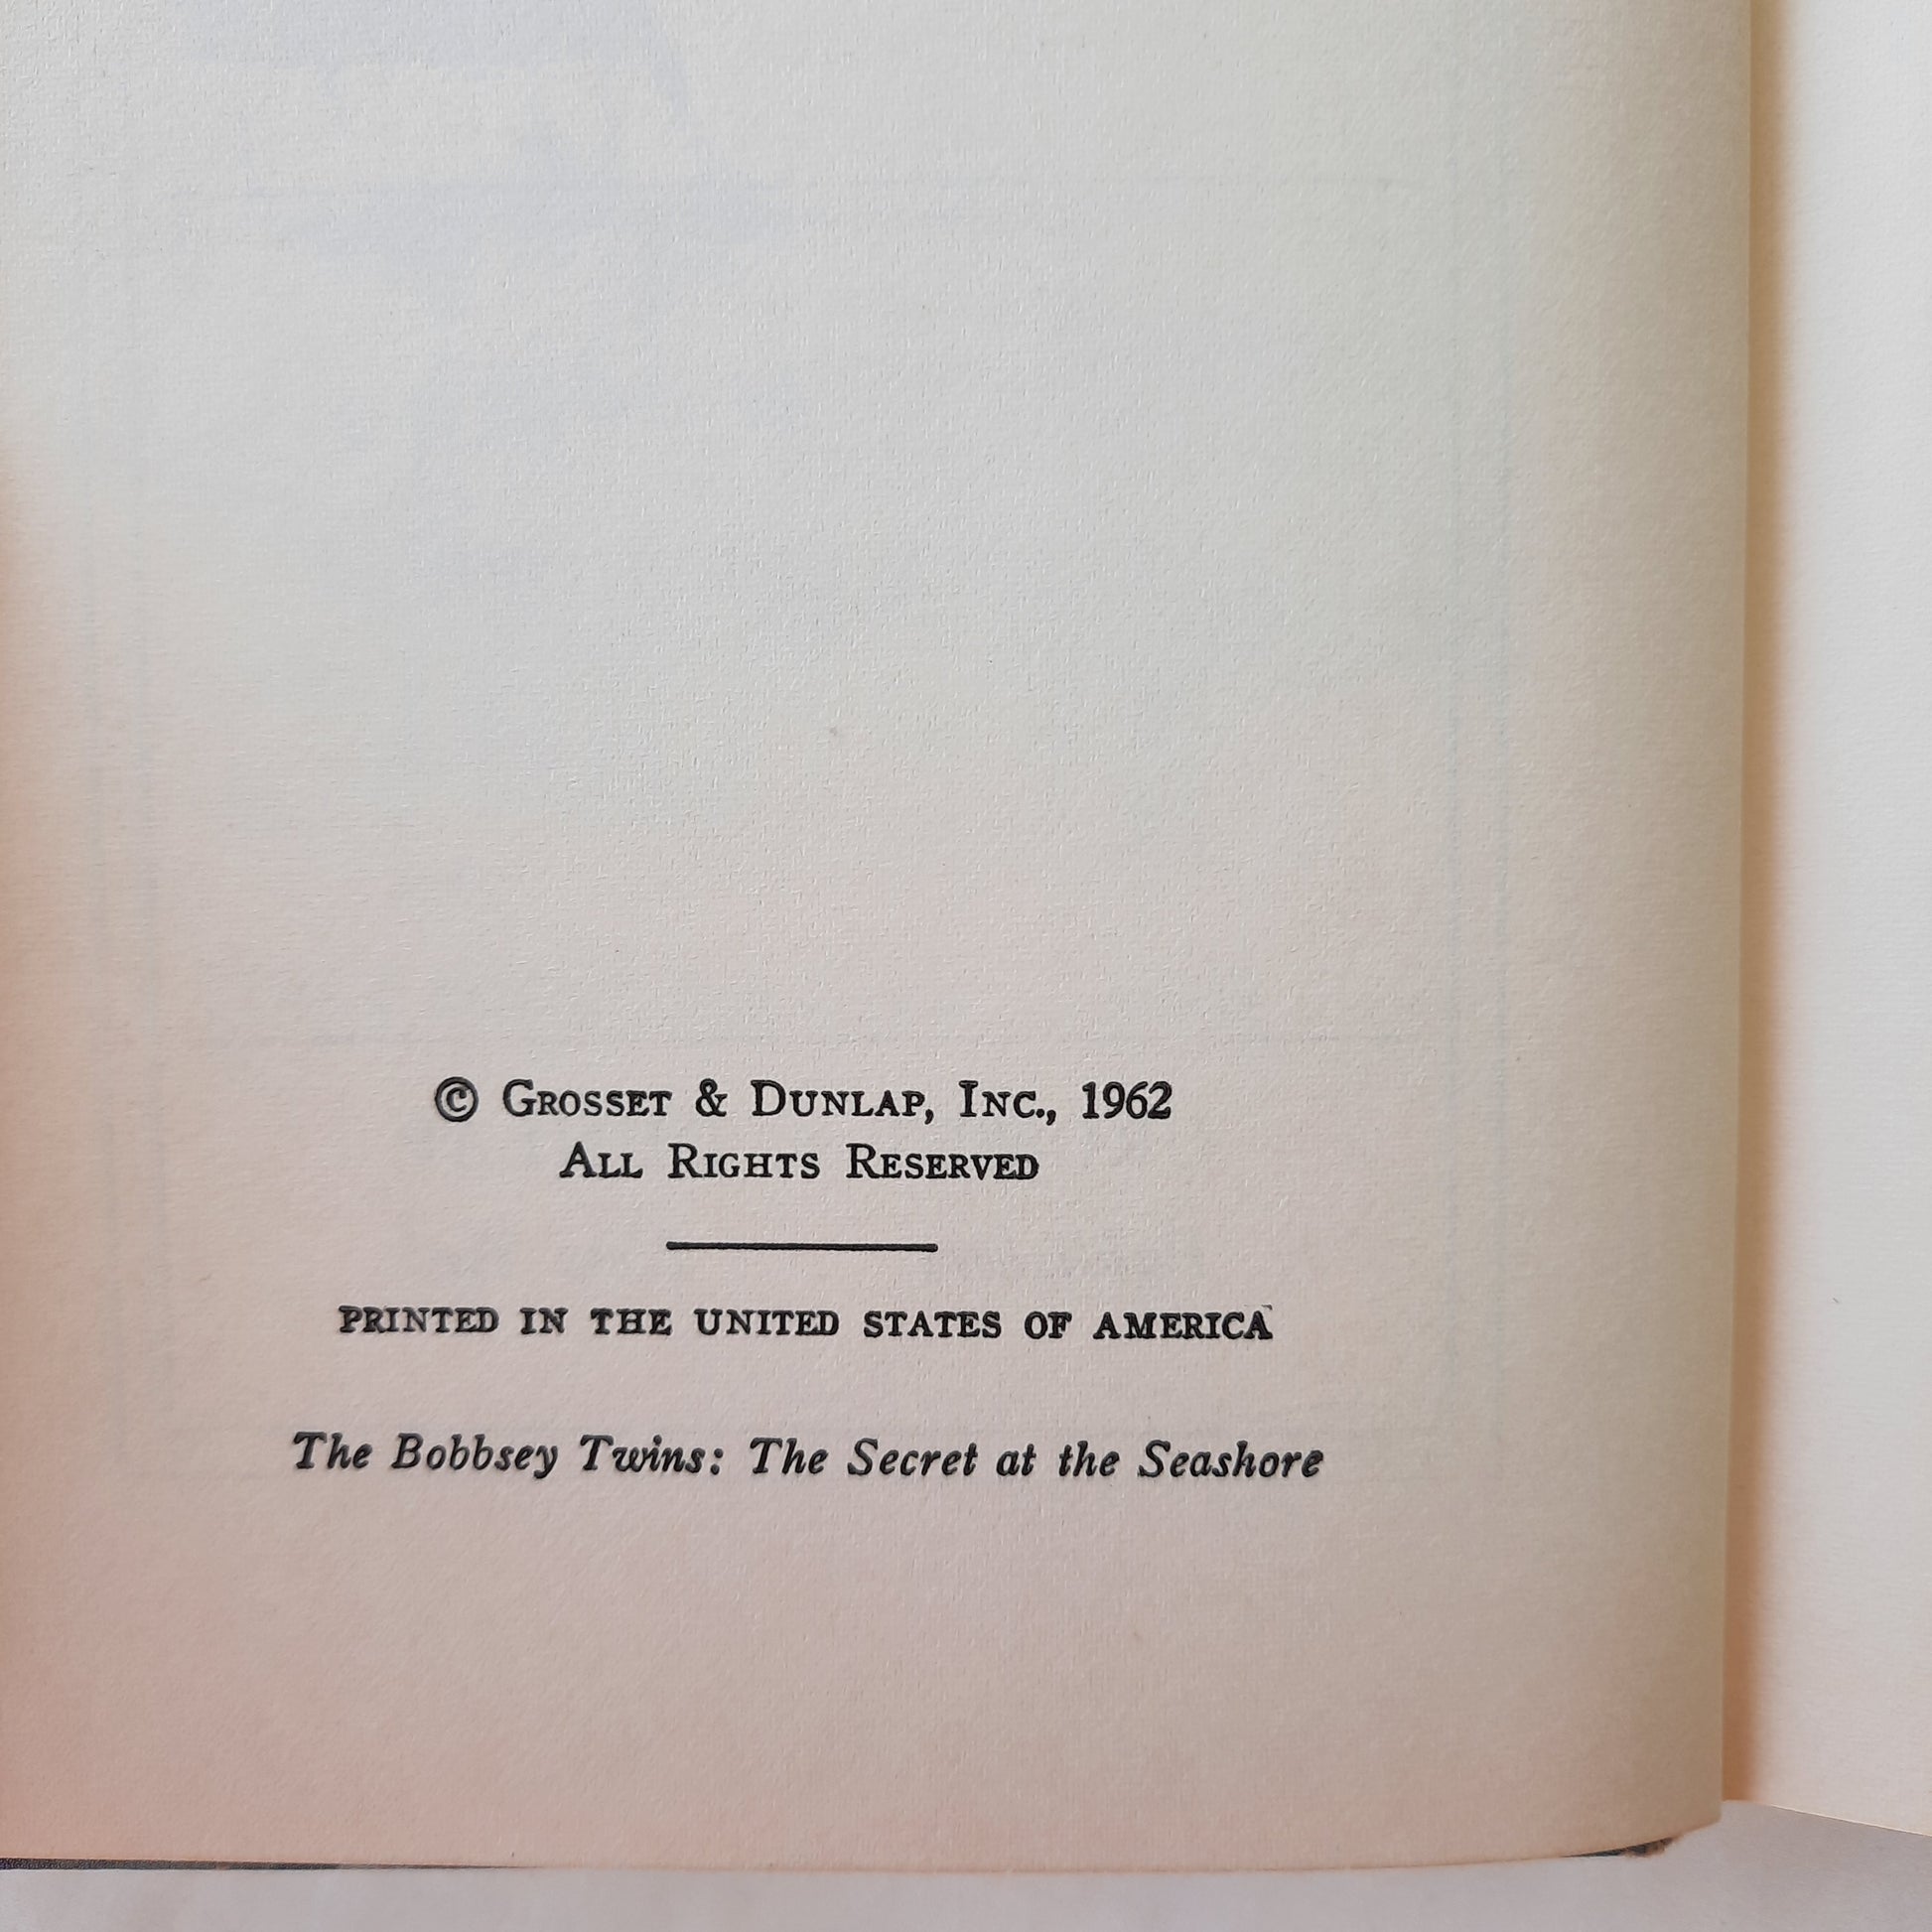 © Grosset & Dunlap, Inc., 1962
All Rights Reserved
PRINTED IN THE UNITED STATES OF AMERICA
The Bobbsey Twins: The Secret at the Seashore